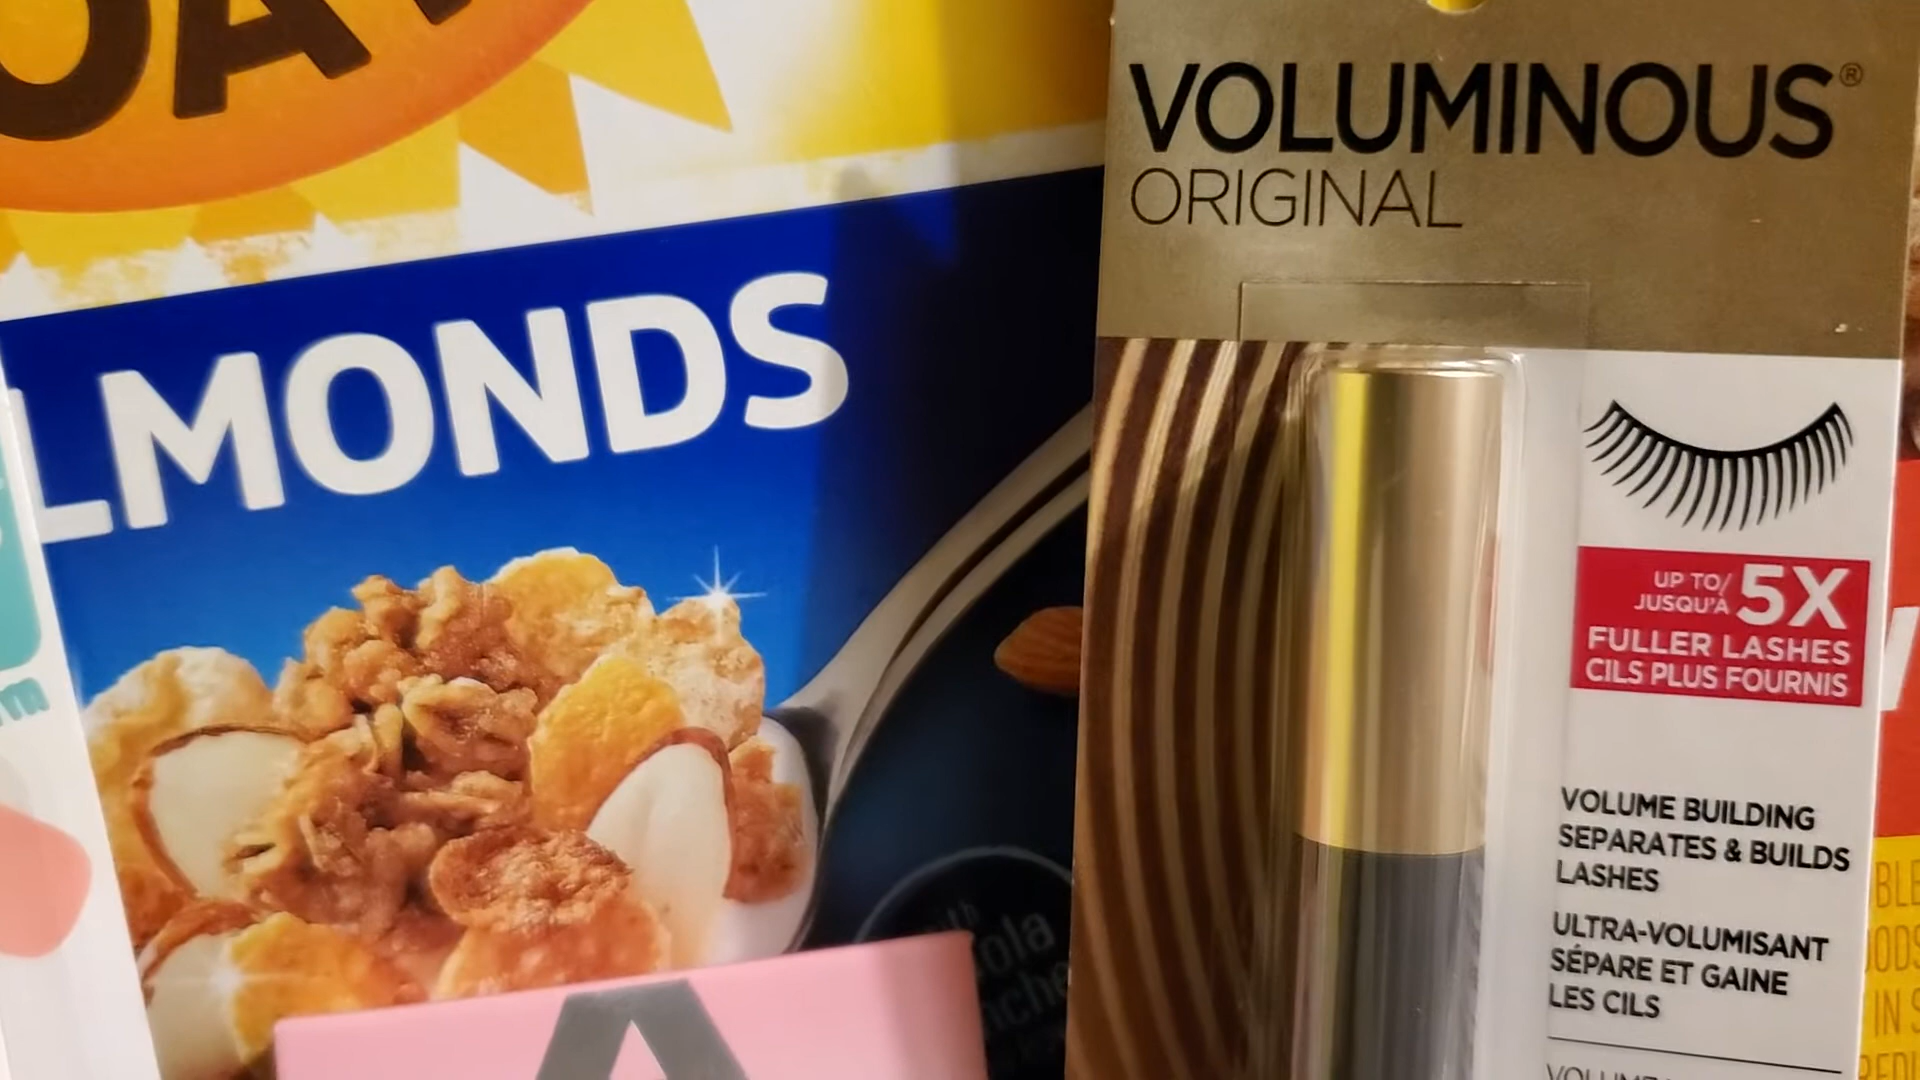 OA
LMONDS
A
VOLUMINOUS®
ORIGINAL
UP TO/
JUSQU'À 5X
FULLER LASHES
CILS PLUS FOURNIS
VOLUME BUILDING
SEPARATES & BUILDS
LASHES
ULTRA-VOLUMISANT
SÉPARE ET GAINE
LES CILS